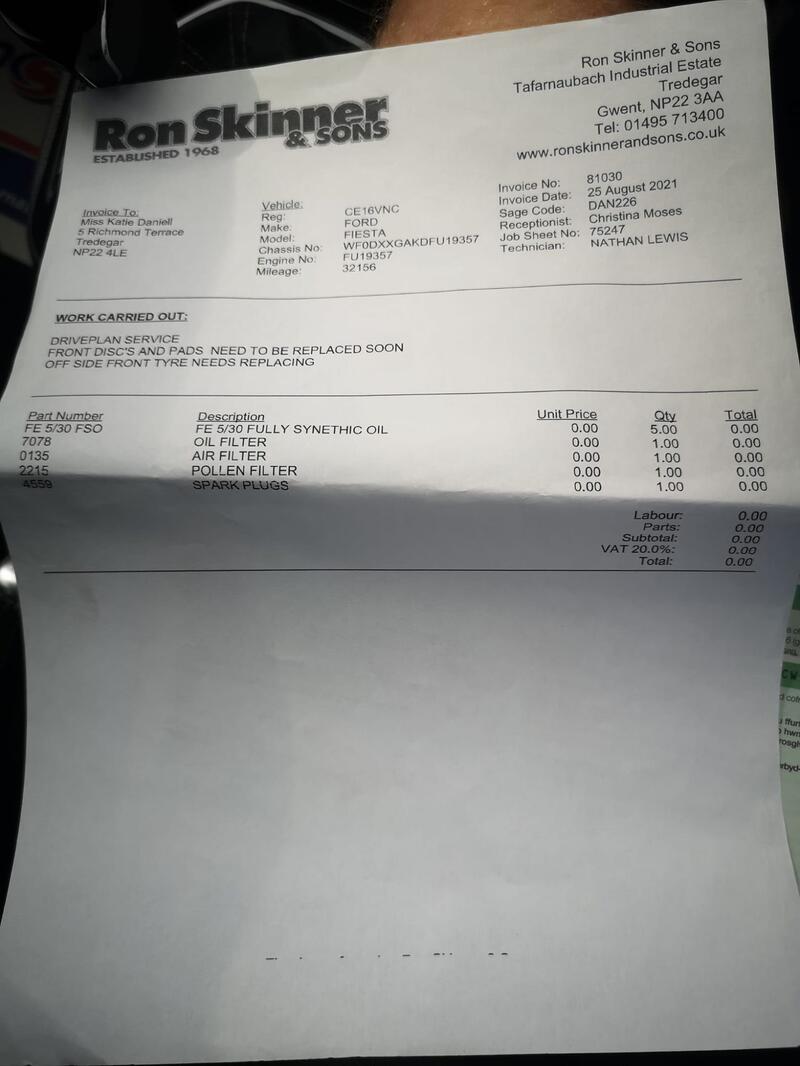 Ron Skinner
& SONS
ESTABLISHED 1968
Ron Skinner & Sons
Tafarnaubach Industrial Estate
Tredegar
Gwent, NP22 3AA
Tel: 01495 713400
www.ronskinnerandsons.co.uk
Invoice To:
Miss Katie Daniell
5 Richmond Terrace
Tredegar
NP22 4LE
Vehicle:
Reg: CE16VNC
Make: FORD
Model: FIESTA
Chassis No: WF0DXXGAKDFU19357
Engine No: FU19357
Mileage: 32156
Invoice No: 81030
Invoice Date: 25 August 2021
Sage Code: DAN226
Receptionist: Christina Moses
Job Sheet No: 75247
Technician: NATHAN LEWIS
WORK CARRIED OUT:
DRIVEPLAN SERVICE
FRONT DISC'S AND PADS NEED TO BE REPLACED SOON
OFF SIDE FRONT TYRE NEEDS REPLACING
Part Number Description Unit Price Qty Total
FE 5/30 FSO FE 5/30 FULLY SYNETHIC OIL 0.00 5.00 0.00
7078 OIL FILTER 0.00 1.00 0.00
0135 AIR FILTER 0.00 1.00 0.00
2215 POLLEN FILTER 0.00 1.00 0.00
4559 SPARK PLUGS 0.00 1.00 0.00
Labour: 0.00
Parts: 0.00
Subtotal: 0.00
VAT 20.0%: 0.00
Total: 0.00